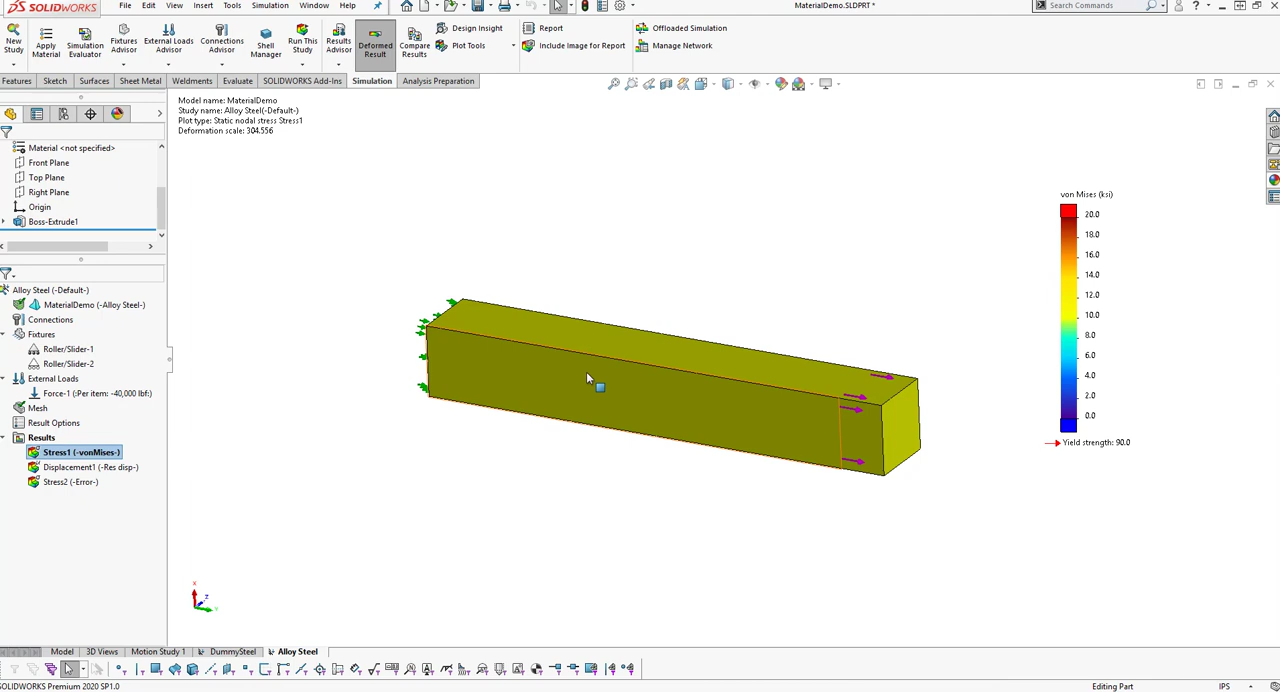 SOLIDWORKS File Edit View Insert Tools Simulation Window Help MaterialDemo.SLDPRT * Search Commands
New Study
Apply Material
Simulation Evaluator
Fixtures Advisor
External Loads Advisor
Connections Advisor
Shell Manager
Run This Study
Results Advisor
Deformed Result
Compare Results
Design Insight
Plot Tools
Report
Include Image for Report
Offloaded Simulation
Manage Network
Features Sketch Surfaces Sheet Metal Weldments Evaluate SOLIDWORKS Add-Ins Simulation Analysis Preparation
Model name: MaterialDemo
Study name: Alloy Steel(-Default-)
Plot type: Static nodal stress Stress1
Deformation scale: 304.556
Material <not specified>
Front Plane
Top Plane
Right Plane
Origin
Boss-Extrude1
Alloy Steel (-Default-)
MaterialDemo (-Alloy Steel-)
Connections
Fixtures
Roller/Slider-1
Roller/Slider-2
External Loads
Force-1 (:Per item: -40,000 lbf:)
Mesh
Result Options
Results
Stress1 (-vonMises-)
Displacement1 (-Res disp-)
Stress2 (-Error-)
von Mises (ksi)
20.0
18.0
16.0
14.0
12.0
10.0
8.0
6.0
4.0
2.0
0.0
Yield strength: 90.0
X
Y
Z
Model 3D Views Motion Study 1 DummySteel Alloy Steel
SOLIDWORKS Premium 2020 SP1.0 Editing Part IPS